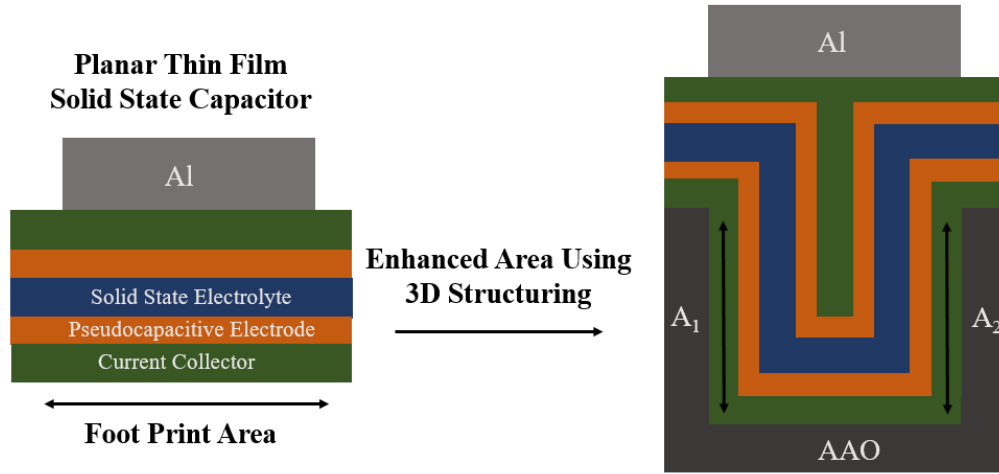 Planar Thin Film
Solid State Capacitor
Al
Solid State Electrolyte
Pseudocapacitive Electrode
Current Collector
Foot Print Area
Enhanced Area Using
3D Structuring
Al
A₁
A₂
AAO